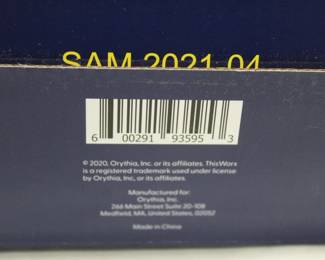 SAM 2021 04
6 00291 93595 3
© 2020, Orythia, Inc. or its affiliates. ThisWorx
is a registered trademark used under license
by Orythia, Inc. or its affiliates.
Manufactured for:
Orythia, Inc.
266 Main Street Suite 20-108
Medfield, MA, United States, 02052
Made in China